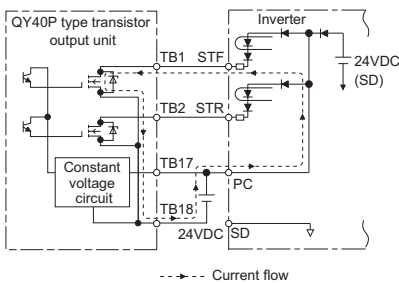 QY40P type transistor
output unit
Inverter
TB1 STF
24VDC
(SD)
TB2 STR
TB17
Constant
voltage
circuit
PC
TB18
24VDC SD
Current flow